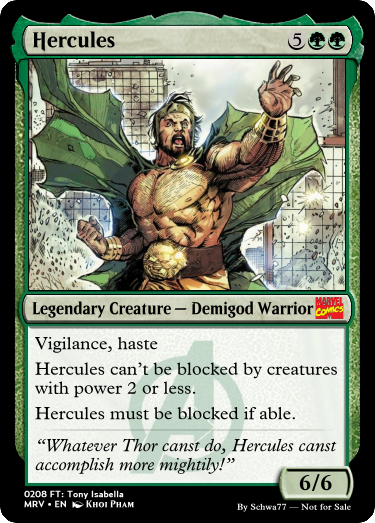 Hercules 5
Legendary Creature — Demigod Warrior
MARVEL
COMICS
Vigilance, haste
Hercules can't be blocked by creatures
with power 2 or less.
Hercules must be blocked if able.
“Whatever Thor canst do, Hercules canst
accomplish more mightily!”
6/6
0208 FT: Tony Isabella
MRV • EN Khoi Pham
By Schwa77 — Not for Sale